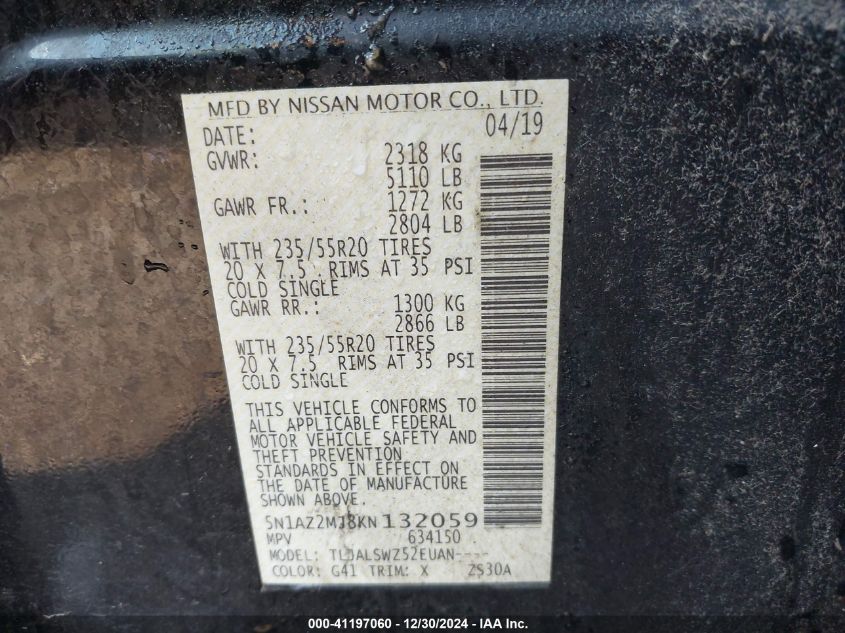 MFD BY NISSAN MOTOR CO., LTD.
DATE: 04/19
GVWR: 2318 KG
5110 LB
GAWR FR.: 1272 KG
2804 LB
WITH 235/55R20 TIRES
20 X 7.5 RIMS AT 35 PSI
COLD SINGLE
GAWR RR.: 1300 KG
2866 LB
WITH 235/55R20 TIRES
20 X 7.5 RIMS AT 35 PSI
COLD SINGLE
THIS VEHICLE CONFORMS TO
ALL APPLICABLE FEDERAL
MOTOR VEHICLE SAFETY AND
THEFT PREVENTION
STANDARDS IN EFFECT ON
THE DATE OF MANUFACTURE
SHOWN ABOVE.
5N1AZ2MJ8KN132059
MPV 634150
MODEL: TLJALSWZ52EUAN----
COLOR: G41 TRIM: X ZS30A
000-41197060 - 12/30/2024 - IAA Inc.